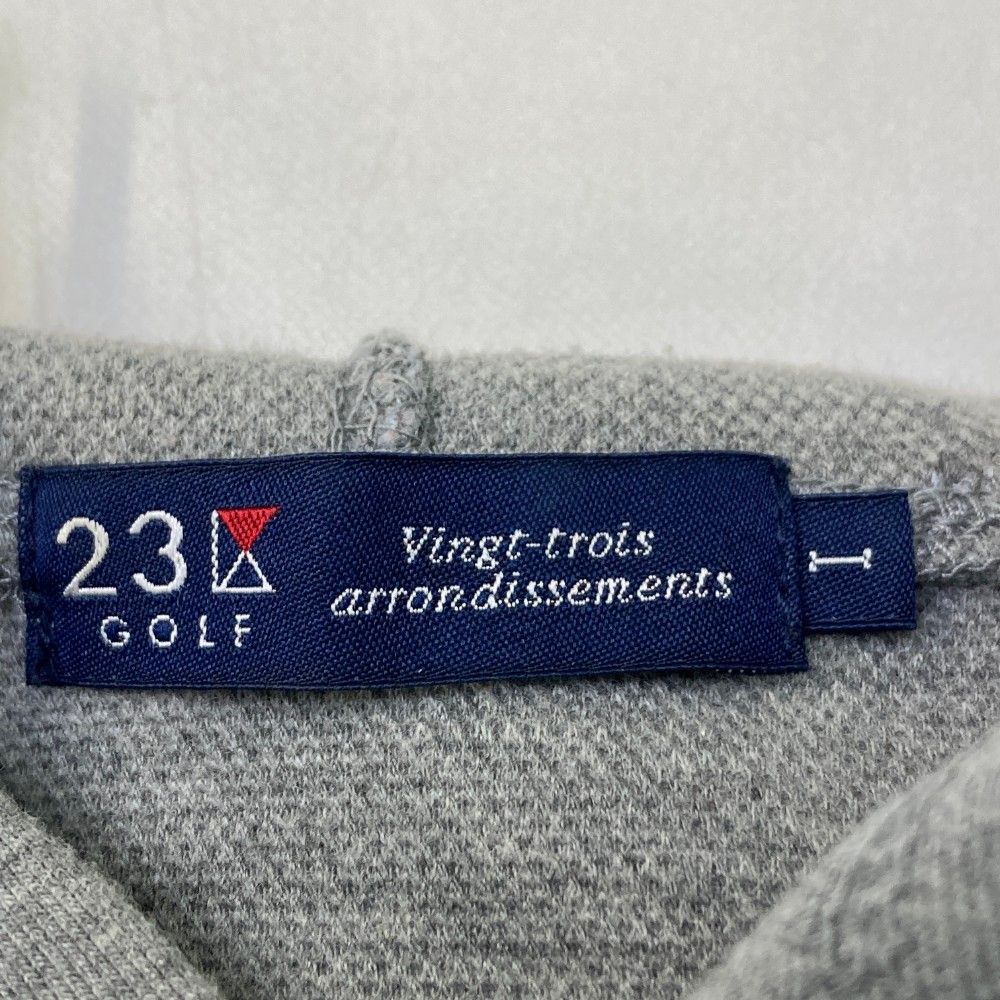 23
GOLF
Vingt-trois
arrondissements
I